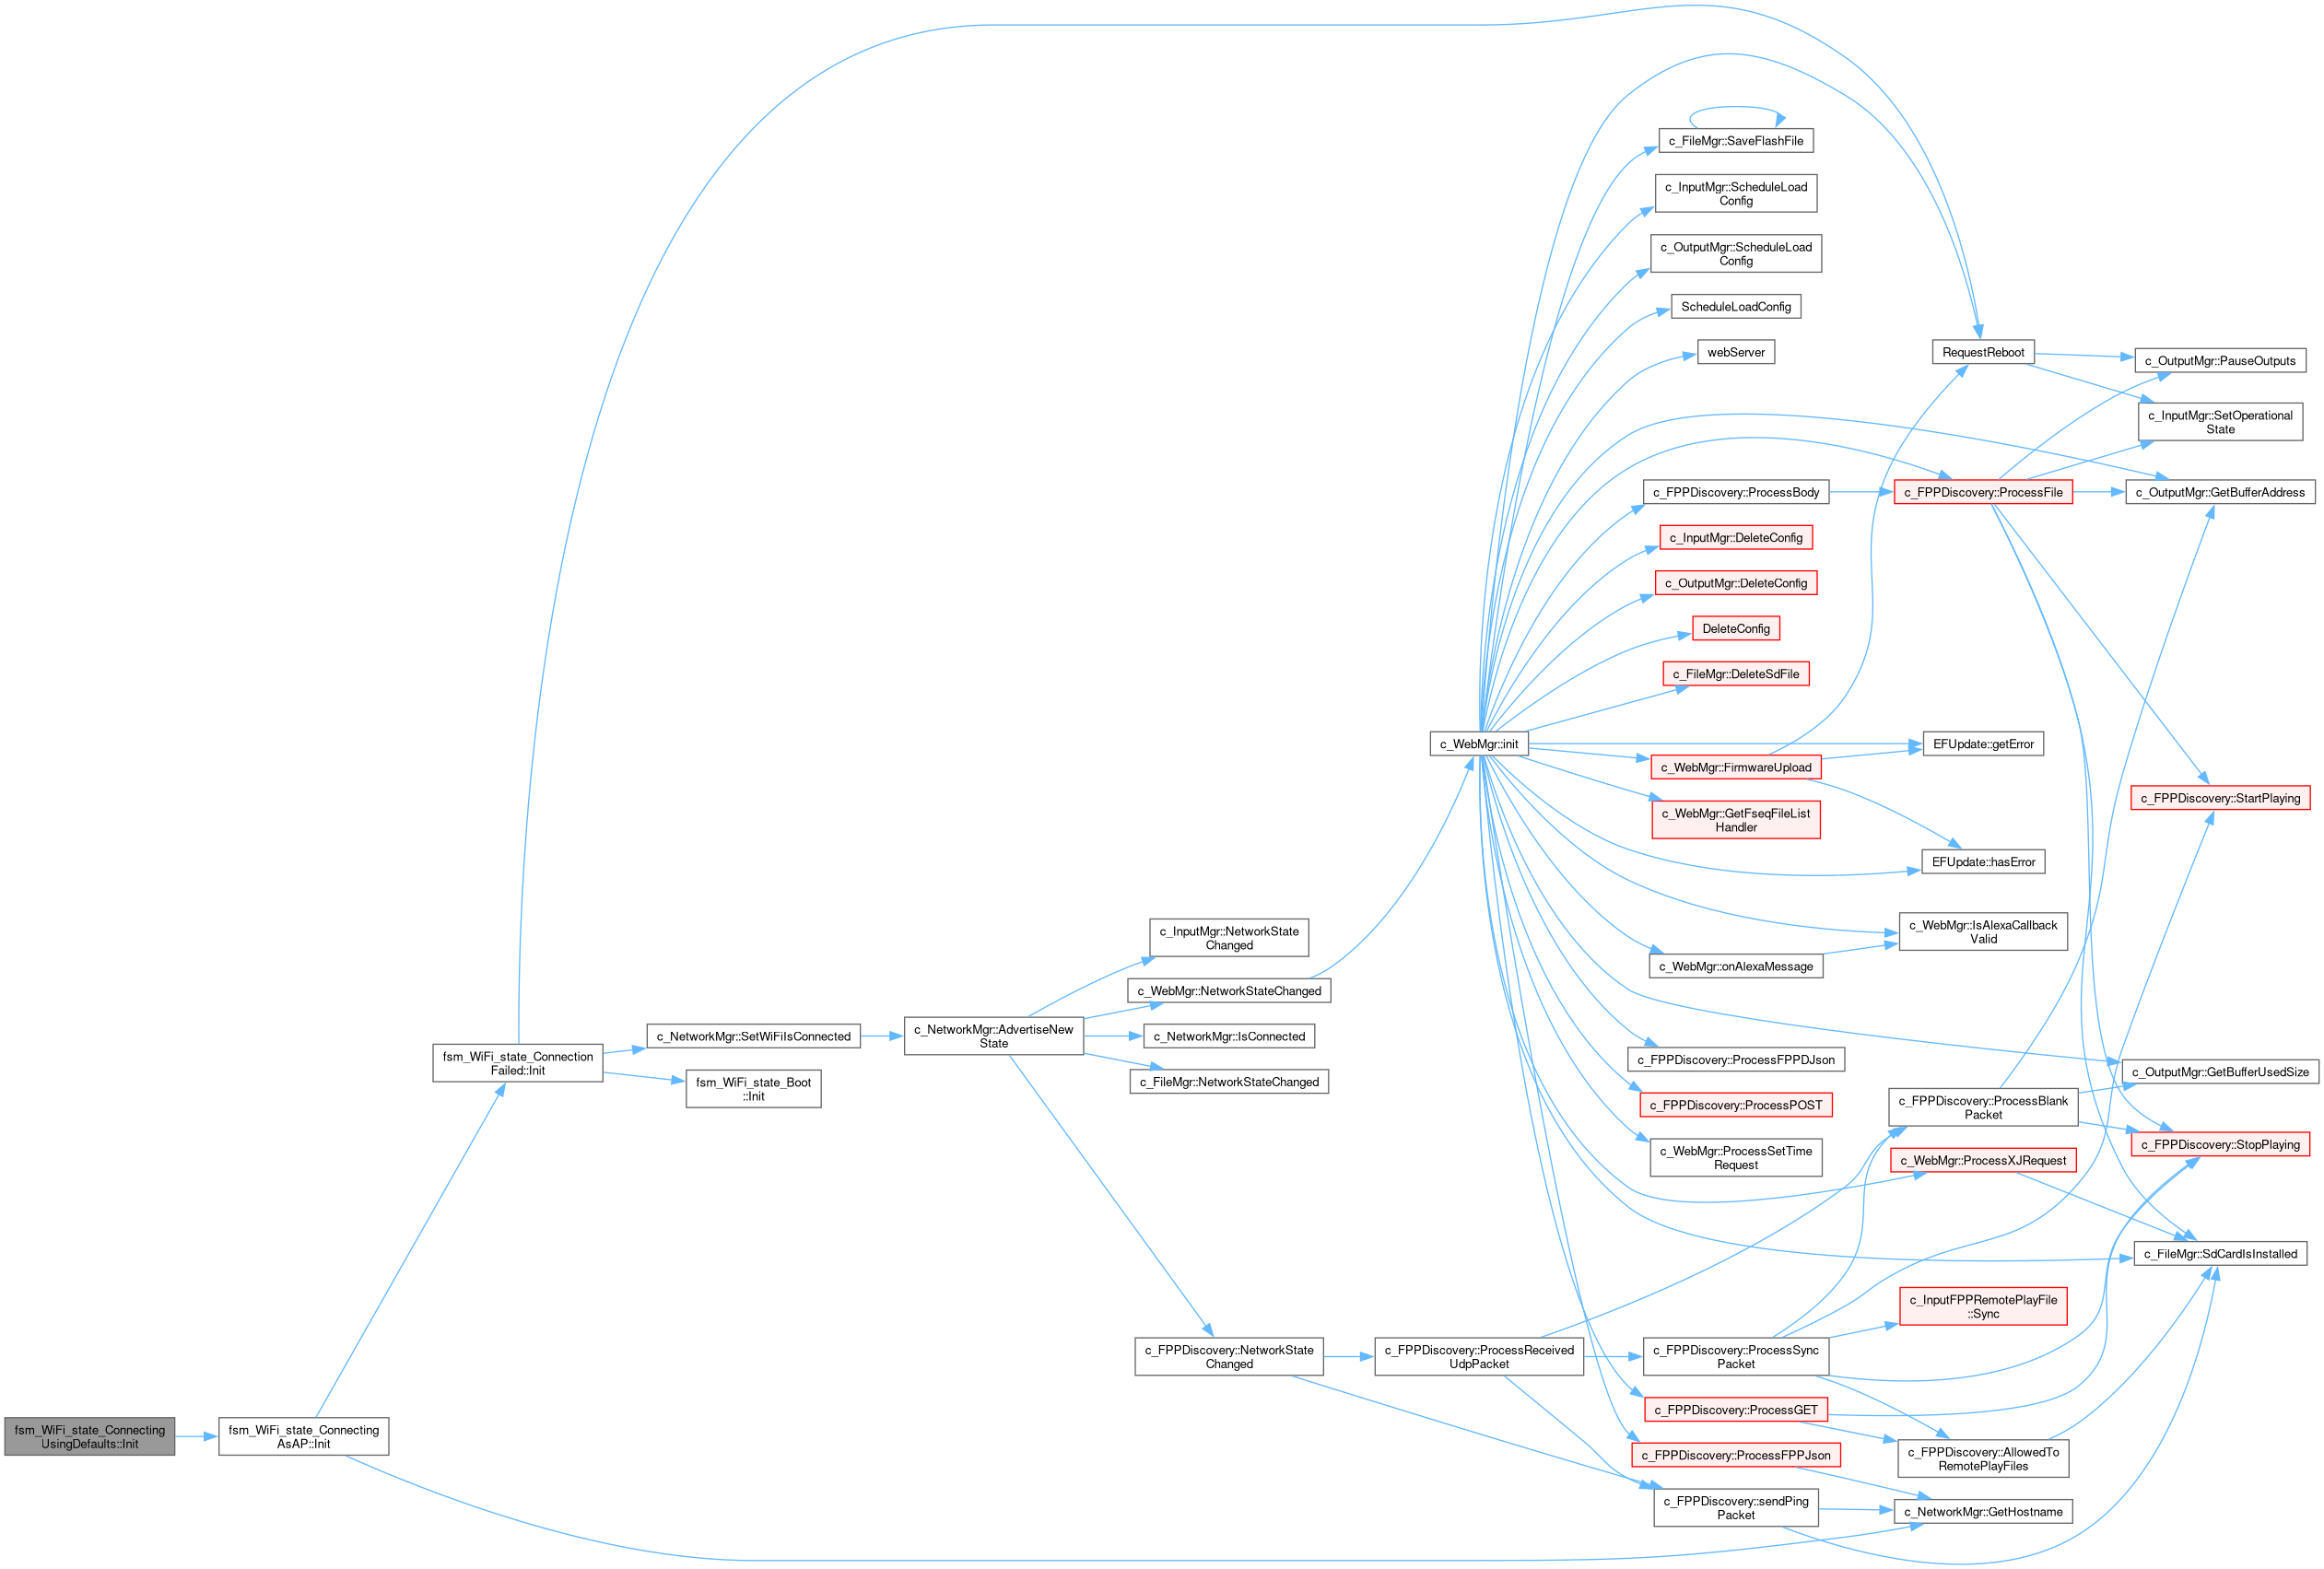 c_FileMgr::SaveFlashFile
c_InputMgr::ScheduleLoad
Config
c_OutputMgr::ScheduleLoad
Config
ScheduleLoadConfig
webServer
RequestReboot
c_OutputMgr::PauseOutputs
c_InputMgr::SetOperational
State
c_FPPDiscovery::ProcessBody
c_FPPDiscovery::ProcessFile
c_OutputMgr::GetBufferAddress
c_InputMgr::DeleteConfig
c_OutputMgr::DeleteConfig
DeleteConfig
c_FileMgr::DeleteSdFile
c_WebMgr::init
EFUpdate::getError
c_WebMgr::FirmwareUpload
c_FPPDiscovery::StartPlaying
c_WebMgr::GetFseqFileList
Handler
EFUpdate::hasError
c_InputMgr::NetworkState
Changed
c_WebMgr::IsAlexaCallback
Valid
c_WebMgr::onAlexaMessage
c_WebMgr::NetworkStateChanged
c_NetworkMgr::SetWiFiIsConnected
c_NetworkMgr::AdvertiseNew
State
c_NetworkMgr::IsConnected
fsm_WiFi_state_Connection
Failed::Init
c_FPPDiscovery::ProcessFPPDJson
c_OutputMgr::GetBufferUsedSize
c_FileMgr::NetworkStateChanged
fsm_WiFi_state_Boot
::Init
c_FPPDiscovery::ProcessPOST
c_FPPDiscovery::ProcessBlank
Packet
c_FPPDiscovery::StopPlaying
c_WebMgr::ProcessSetTime
Request
c_WebMgr::ProcessXJRequest
c_FileMgr::SdCardIsInstalled
c_InputFPPRemotePlayFile
::Sync
c_FPPDiscovery::NetworkState
Changed
c_FPPDiscovery::ProcessReceived
UdpPacket
c_FPPDiscovery::ProcessSync
Packet
c_FPPDiscovery::ProcessGET
fsm_WiFi_state_Connecting
UsingDefaults::Init
fsm_WiFi_state_Connecting
AsAP::Init
c_FPPDiscovery::ProcessFPPJson
c_FPPDiscovery::AllowedTo
RemotePlayFiles
c_FPPDiscovery::sendPing
Packet
c_NetworkMgr::GetHostname